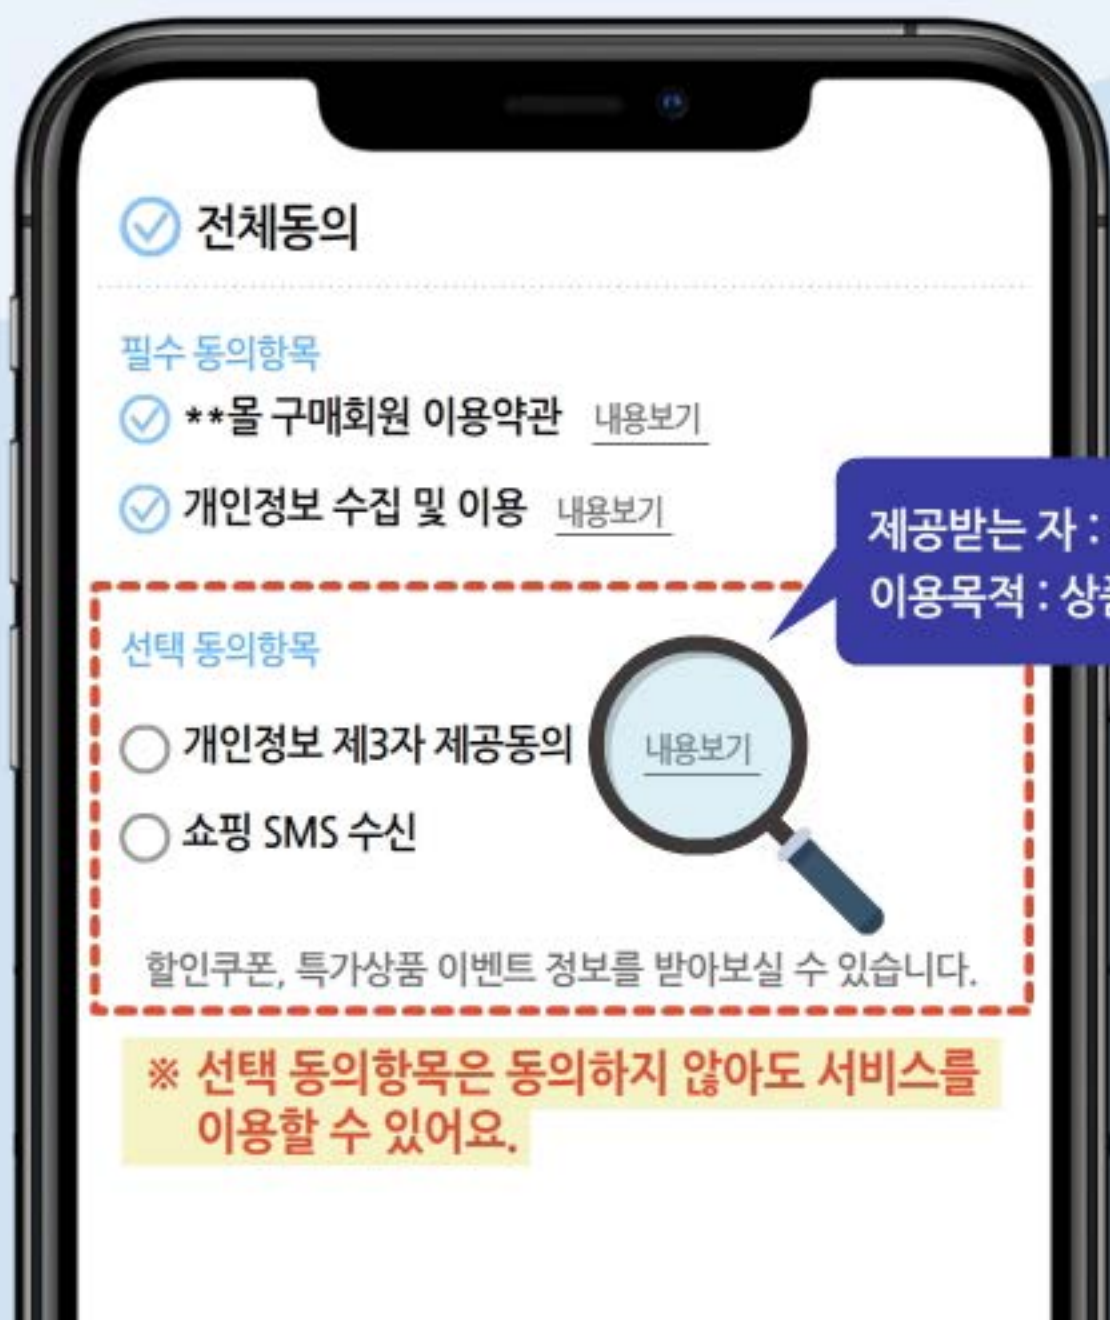 전체동의
필수 동의항목
**몰 구매회원 이용약관 내용보기
개인정보 수집 및 이용 내용보기
제공받는 자 :
이용목적 : 상
선택 동의항목
개인정보 제3자 제공동의 내용보기
쇼핑 SMS 수신
할인쿠폰, 특가상품 이벤트 정보를 받아보실 수 있습니다.
※ 선택 동의항목은 동의하지 않아도 서비스를
이용할 수 있어요.